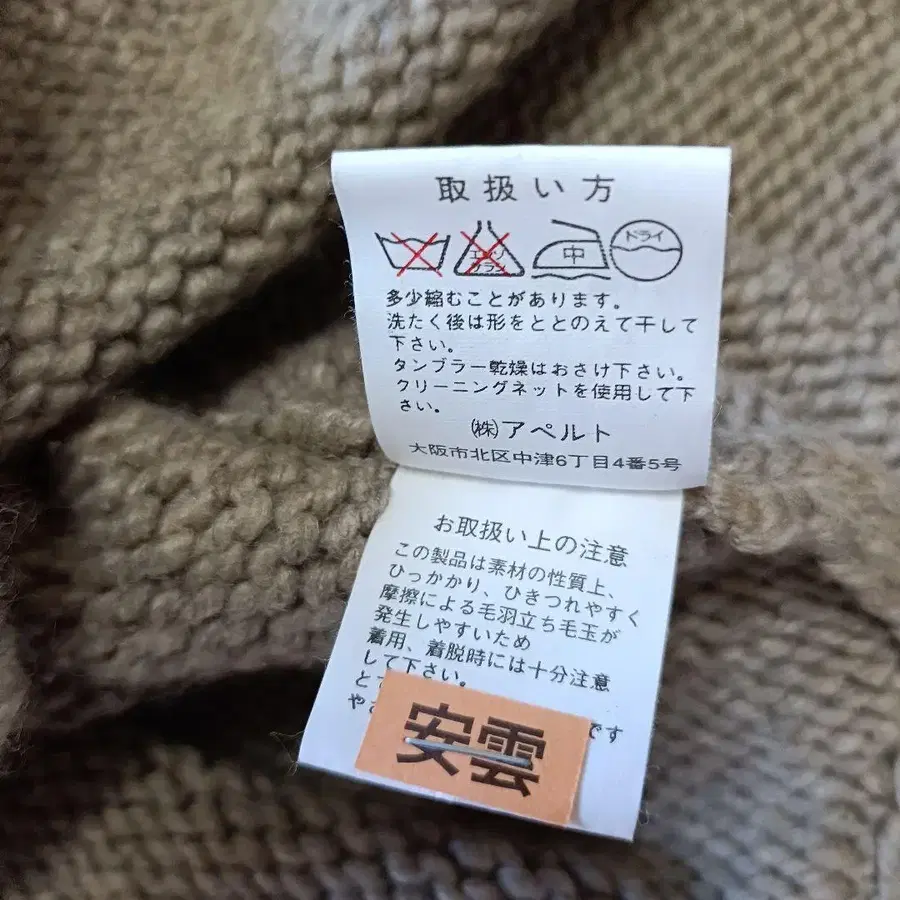 取扱い方
エンソ
クラン
中
ドライ
多少縮むことがあります。
洗たく後は形をととのえて干して
下さい。
タンブラー乾燥はおさけ下さい。
クリーニングネットを使用して下
さい。
㈱アペルト
大阪市北区中津6丁目4番5号
お取扱い上の注意
この製品は素材の性質上、
ひっかかり、ひきつれやすく
摩擦による毛羽立ち毛玉が
発生しやすいため
着用、着脱時には十分注意
して下さい。
と
や です
安雲